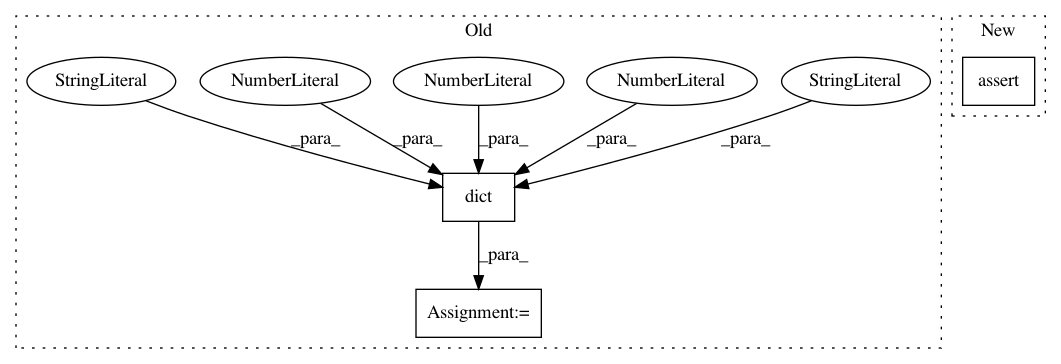 Old
New
StringLiteral
NumberLiteral
NumberLiteral
NumberLiteral
StringLiteral
assert
_para_
_para_
_para_
_para_
_para_
dict
_para_
Assignment:=